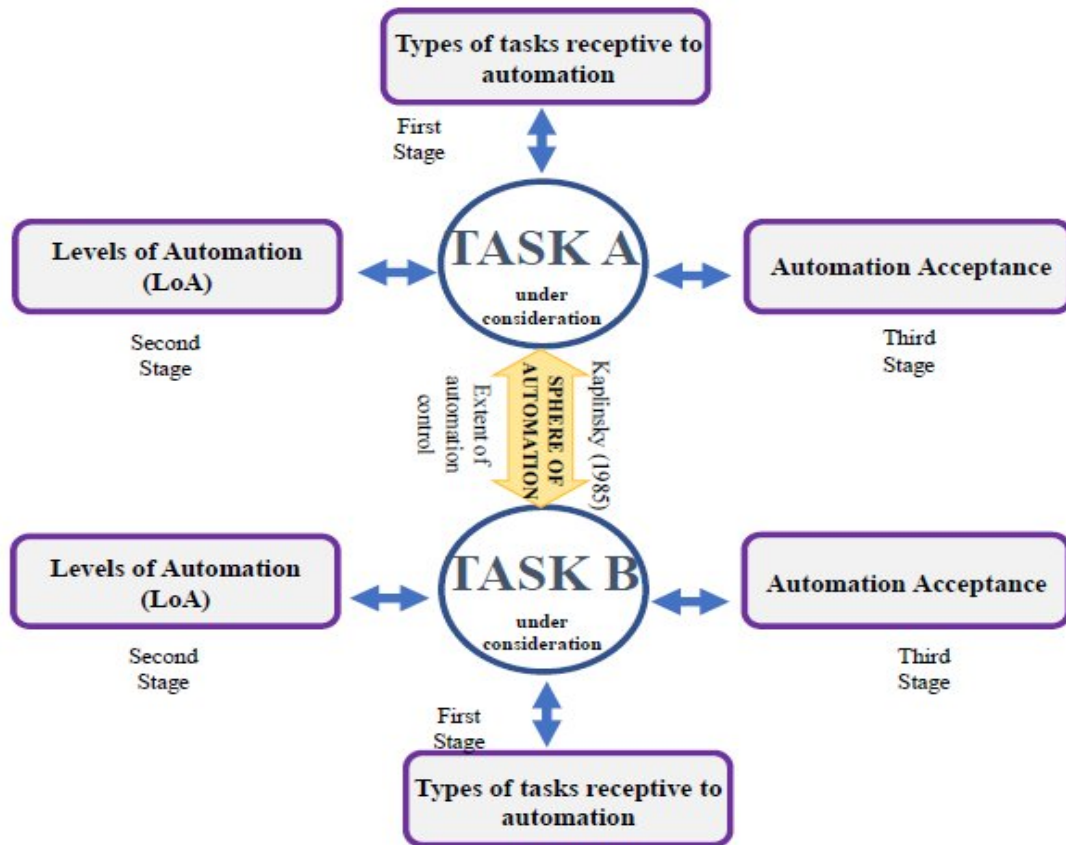 Types of tasks receptive to
automation
First
Stage
Levels of Automation
(LoA)
Second
Stage
TASK A
under
consideration
Automation Acceptance
Third
Stage
Extent of
automation
control
SPHERE OF
AUTOMATION
Kaplinsky (1985)
Levels of Automation
(LoA)
Second
Stage
TASK B
under
consideration
Automation Acceptance
Third
Stage
First
Stage
Types of tasks receptive to
automation